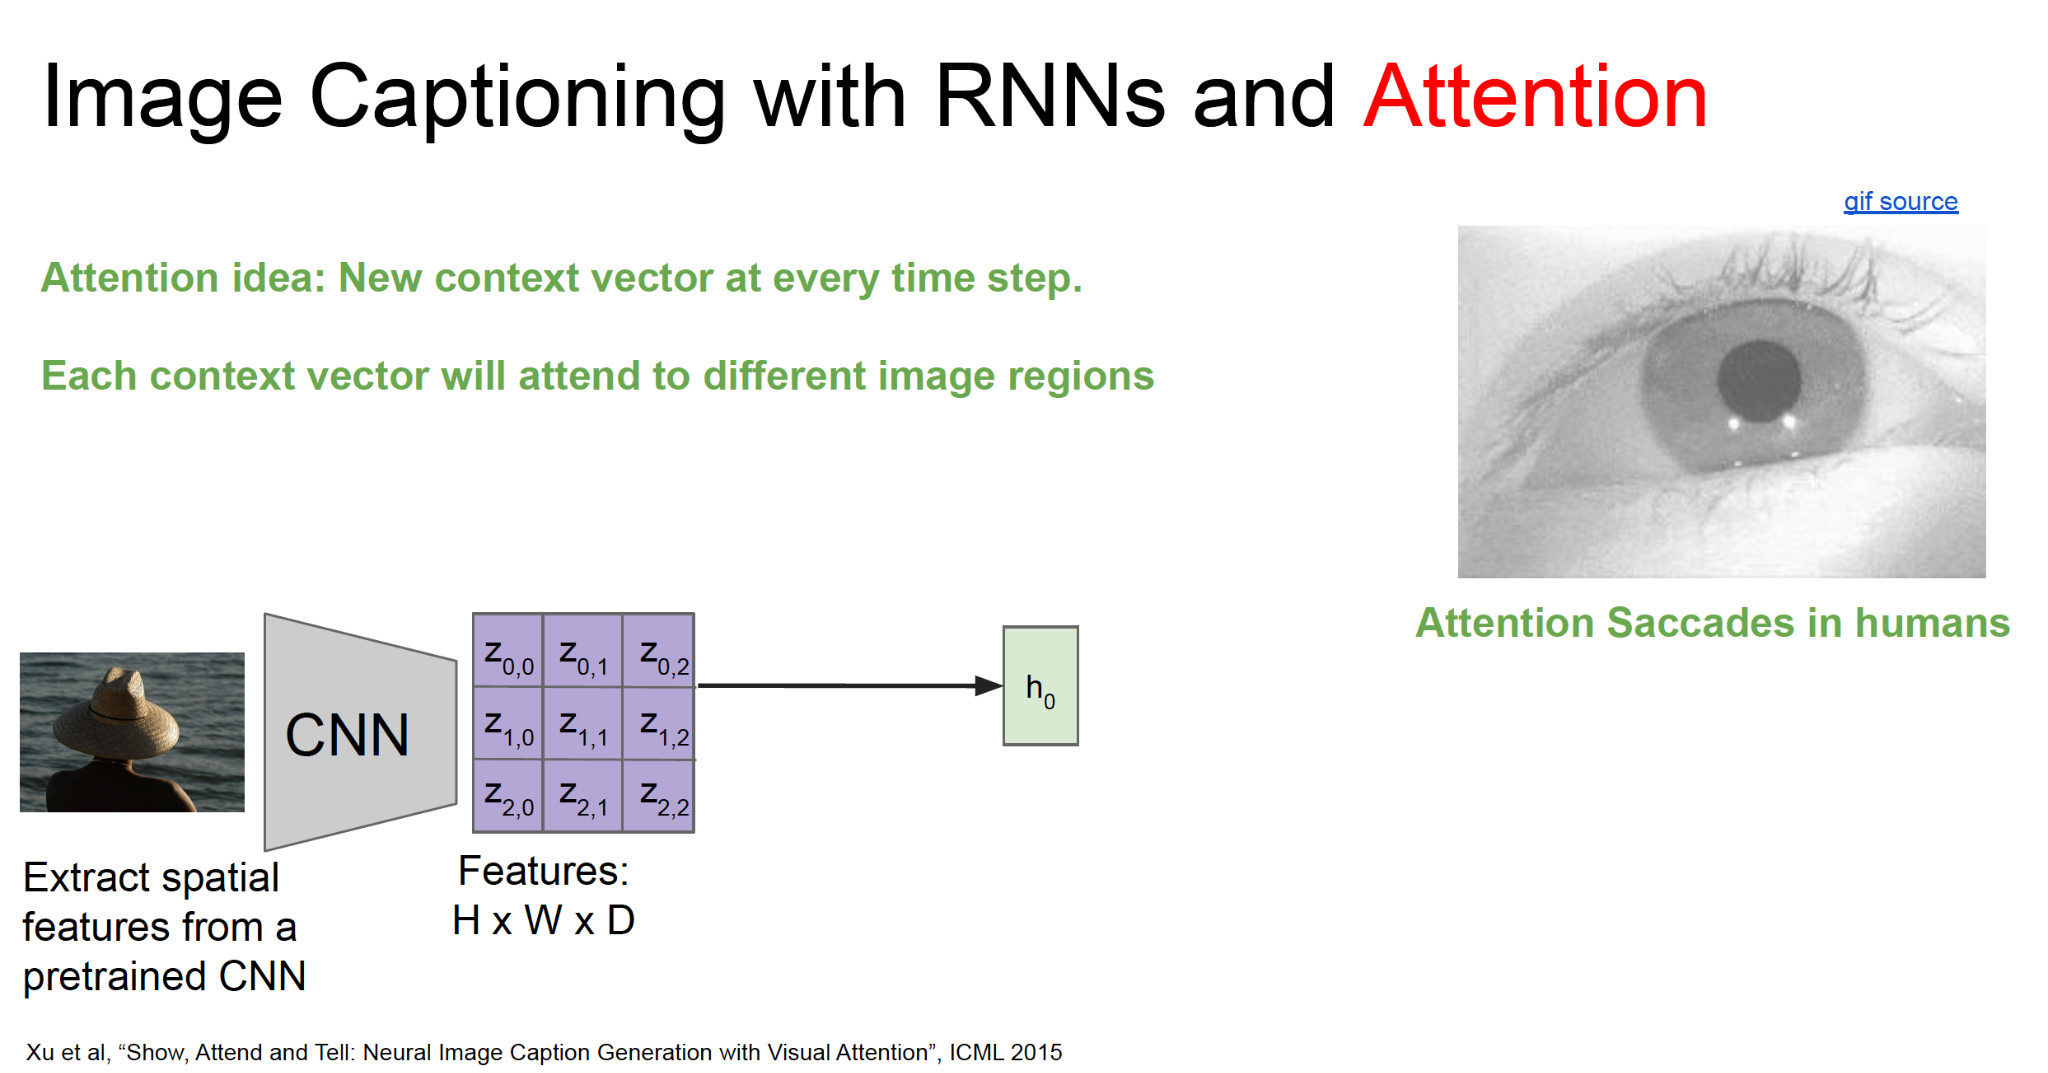 Image Captioning with RNNs and Attention
gif source
Attention idea: New context vector at every time step.
Each context vector will attend to different image regions
Attention Saccades in humans
CNN
z0,0 z0,1 z0,2
z1,0 z1,1 z1,2
z2,0 z2,1 z2,2
h0
Extract spatial
features from a
pretrained CNN
Features:
H x W x D
Xu et al, “Show, Attend and Tell: Neural Image Caption Generation with Visual Attention”, ICML 2015